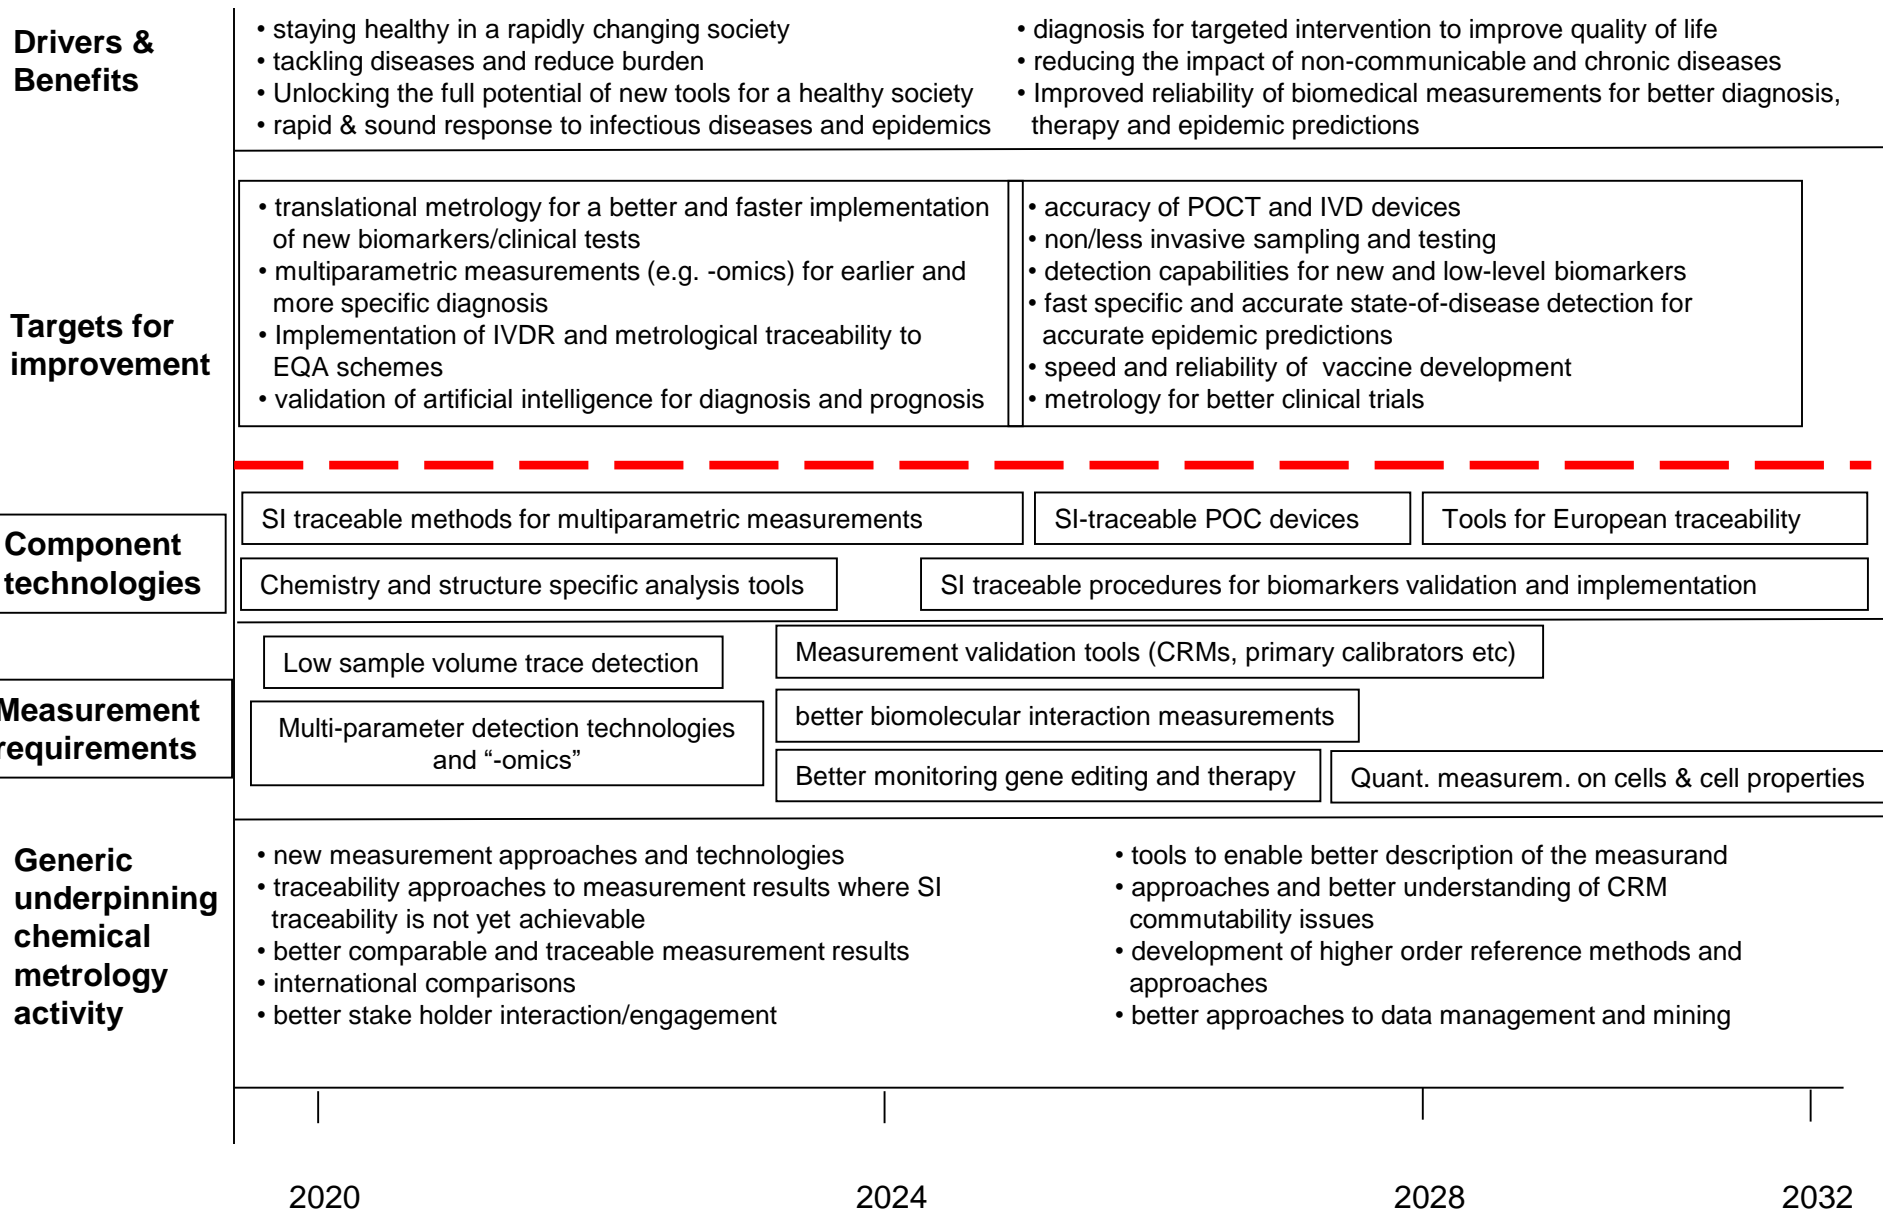 Drivers &
Benefits
• staying healthy in a rapidly changing society
• tackling diseases and reduce burden
• Unlocking the full potential of new tools for a healthy society
• rapid & sound response to infectious diseases and epidemics
• diagnosis for targeted intervention to improve quality of life
• reducing the impact of non-communicable and chronic diseases
• Improved reliability of biomedical measurements for better diagnosis,
therapy and epidemic predictions
Targets for
improvement
• translational metrology for a better and faster implementation
of new biomarkers/clinical tests
• multiparametric measurements (e.g. -omics) for earlier and
more specific diagnosis
• Implementation of IVDR and metrological traceability to
EQA schemes
• validation of artificial intelligence for diagnosis and prognosis
• accuracy of POCT and IVD devices
• non/less invasive sampling and testing
• detection capabilities for new and low-level biomarkers
• fast specific and accurate state-of-disease detection for
accurate epidemic predictions
• speed and reliability of  vaccine development
• metrology for better clinical trials
Component
technologies
SI traceable methods for multiparametric measurements
SI-traceable POC devices
Tools for European traceability
Chemistry and structure specific analysis tools
SI traceable procedures for biomarkers validation and implementation
Measurement
requirements
Low sample volume trace detection
Measurement validation tools (CRMs, primary calibrators etc)
Multi-parameter detection technologies
and “-omics”
better biomolecular interaction measurements
Better monitoring gene editing and therapy
Quant. measurem. on cells & cell properties
Generic
underpinning
chemical
metrology
activity
• new measurement approaches and technologies
• traceability approaches to measurement results where SI
traceability is not yet achievable
• better comparable and traceable measurement results
• international comparisons
• better stake holder interaction/engagement
• tools to enable better description of the measurand
• approaches and better understanding of CRM
commutability issues
• development of higher order reference methods and
approaches
• better approaches to data management and mining
2020
2024
2028
2032